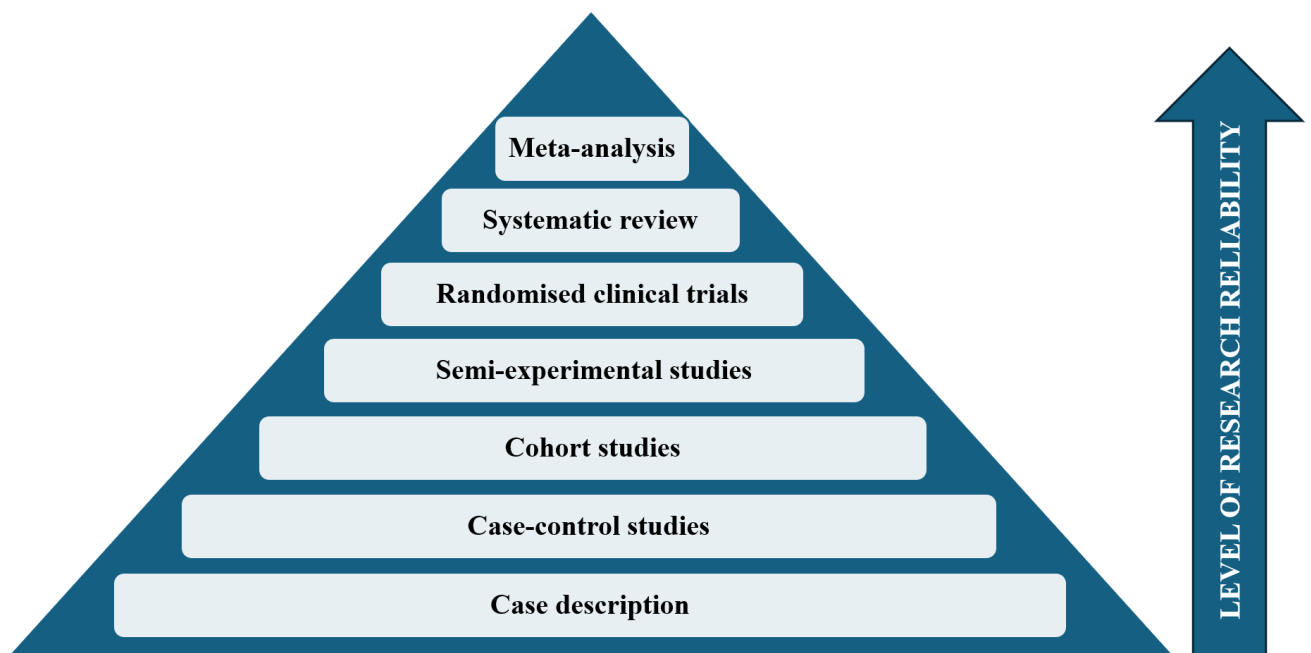 Meta-analysis
Systematic review
Randomised clinical trials
Semi-experimental studies
Cohort studies
Case-control studies
Case description
LEVEL OF RESEARCH RELIABILITY